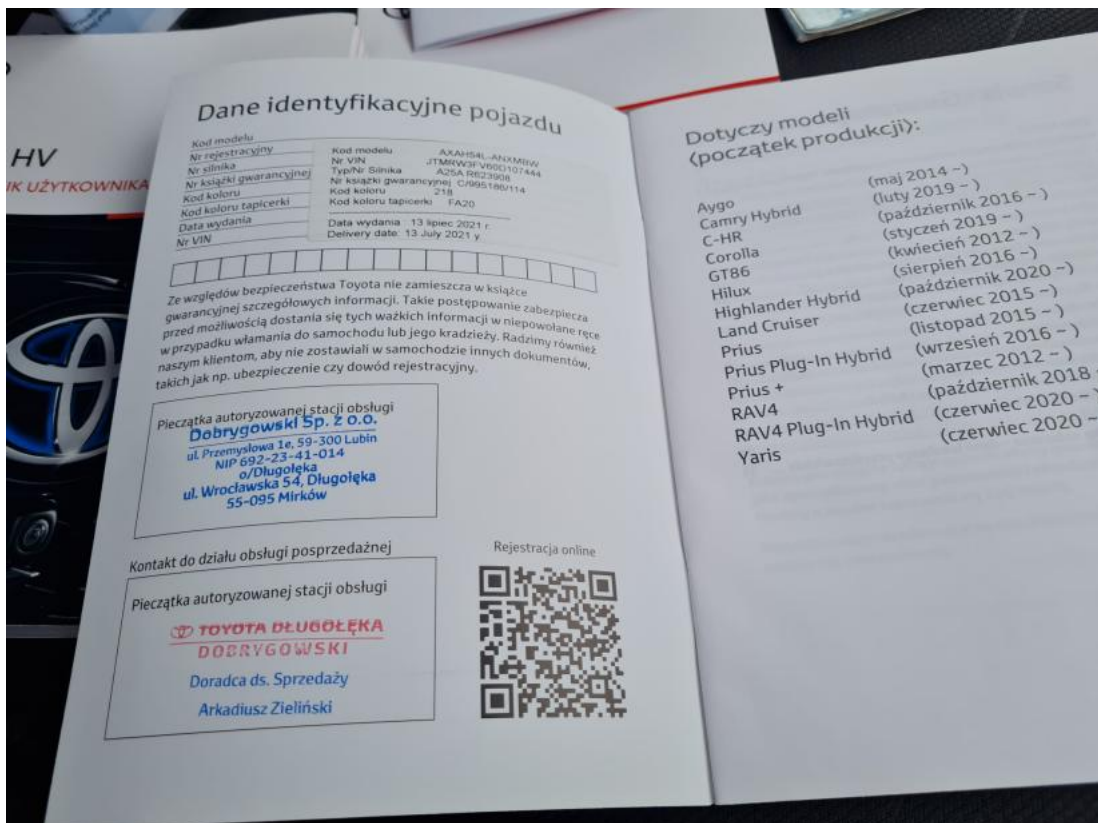 HV
IK UŻYTKOWNIKA
Dane identyfikacyjne pojazdu
Kod modelu
Nr rejestracyjny
Nr silnika
Nr książki gwarancyjnej
Kod koloru
Kod koloru tapicerki
Data wydania
Nr VIN
Kod modelu AXAH54L-ANXMBW
Nr VIN JTMRW3FV60D107444
Typ/Nr Silnika A25A R623908
Nr książki gwarancyjnej C/995186/114
Kod koloru 218
Kod koloru tapicerki FA20
Data wydania : 13 lipiec 2021 r.
Delivery date: 13 July 2021 y.
Ze względów bezpieczeństwa Toyota nie zamieszcza w książce
gwarancyjnej szczegółowych informacji. Takie postępowanie zabezpiecza
przed możliwością dostania się tych ważkich informacji w niepowołane ręce
w przypadku włamania do samochodu lub jego kradzieży. Radzimy również
naszym klientom, aby nie zostawiali w samochodzie innych dokumentów,
takich jak np. ubezpieczenie czy dowód rejestracyjny.
Pieczątka autoryzowanej stacji obsługi
Dobrygowski Sp. z o.o.
ul. Przemysłowa 1e, 59-300 Lubin
NIP 692-23-41-014
o/Długołęka
ul. Wrocławska 54, Długołęka
55-095 Mirków
Kontakt do działu obsługi posprzedażnej
Pieczątka autoryzowanej stacji obsługi
TOYOTA DŁUGOŁĘKA
DOBRYGOWSKI
Doradca ds. Sprzedaży
Arkadiusz Zieliński
Rejestracja online
Dotyczy modeli
(początek produkcji):
Aygo (maj 2014 ~)
Camry Hybrid (luty 2019 ~ )
C-HR (październik 2016 ~ )
Corolla (styczeń 2019 ~ )
GT86 (kwiecień 2012 ~ )
Hilux (sierpień 2016 ~)
Highlander Hybrid (październik 2020 ~)
Land Cruiser (czerwiec 2015 ~)
Prius (listopad 2015 ~ )
Prius Plug-In Hybrid (wrzesień 2016 ~ )
Prius + (marzec 2012 ~ )
RAV4 (październik 2018 ~
RAV4 Plug-In Hybrid (czerwiec 2020 ~ )
Yaris (czerwiec 2020 ~